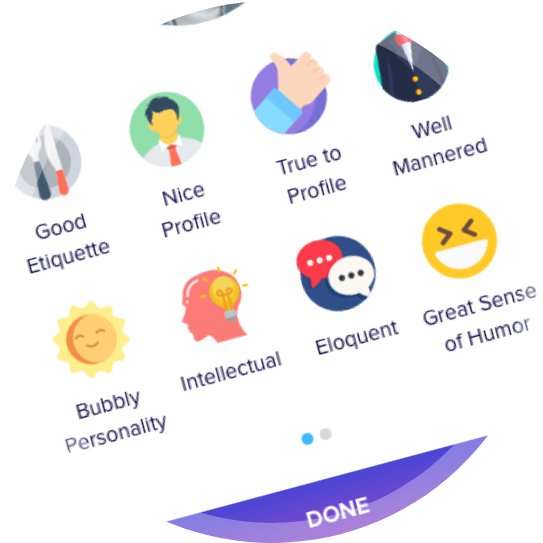 Good
Etiquette
Nice
Profile
True to
Profile
Well
Mannered
Bubbly
Personality
Intellectual
Eloquent
Great Sense
of Humor
DONE